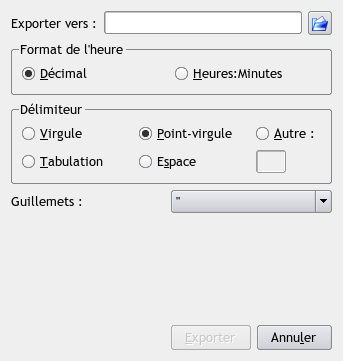 Exporter vers :
Format de l'heure
Décimal Heures:Minutes
Délimiteur
Virgule Point-virgule Autre :
Tabulation Espace
Guillemets : "
Exporter Annuler